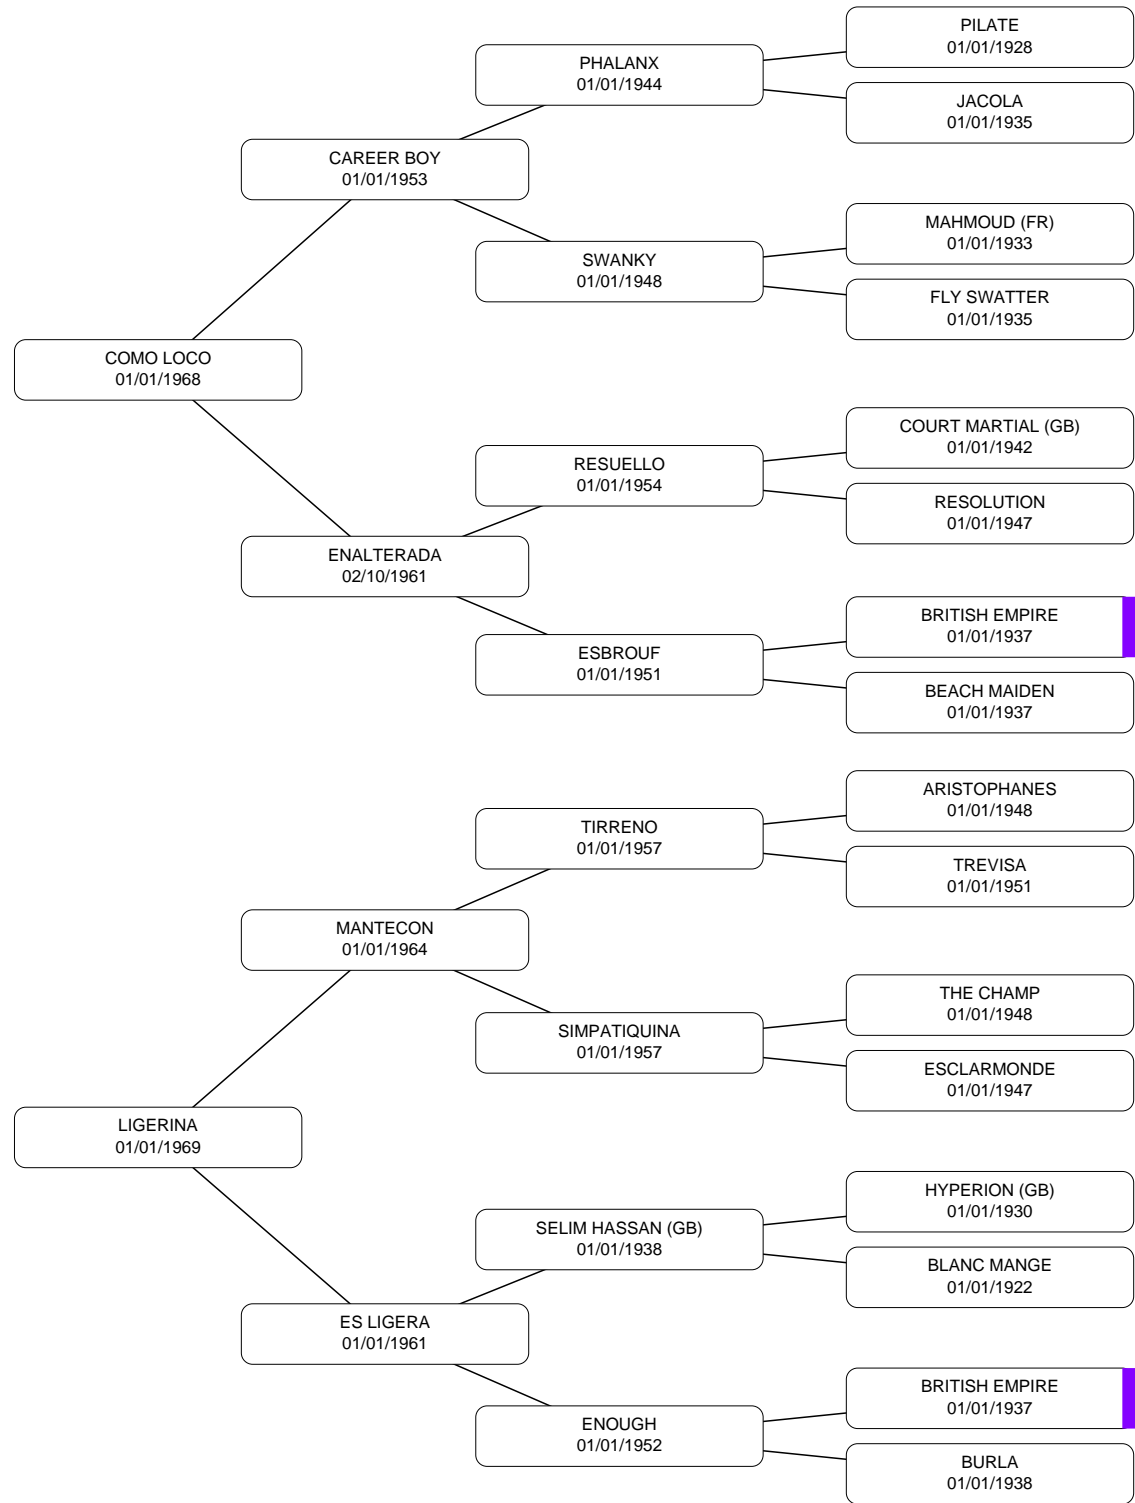 PILATE
01/01/1928
PHALANX
01/01/1944
JACOLA
01/01/1935
CAREER BOY
01/01/1953
MAHMOUD (FR)
01/01/1933
SWANKY
01/01/1948
FLY SWATTER
01/01/1935
COMO LOCO
01/01/1968
COURT MARTIAL (GB)
01/01/1942
RESUELLO
01/01/1954
RESOLUTION
01/01/1947
ENALTERADA
02/10/1961
BRITISH EMPIRE
01/01/1937
ESBROUF
01/01/1951
BEACH MAIDEN
01/01/1937
ARISTOPHANES
01/01/1948
TIRRENO
01/01/1957
TREVISA
01/01/1951
MANTECON
01/01/1964
THE CHAMP
01/01/1948
SIMPATIQUINA
01/01/1957
ESCLARMONDE
01/01/1947
LIGERINA
01/01/1969
HYPERION (GB)
01/01/1930
SELIM HASSAN (GB)
01/01/1938
BLANC MANGE
01/01/1922
ES LIGERA
01/01/1961
BRITISH EMPIRE
01/01/1937
ENOUGH
01/01/1952
BURLA
01/01/1938